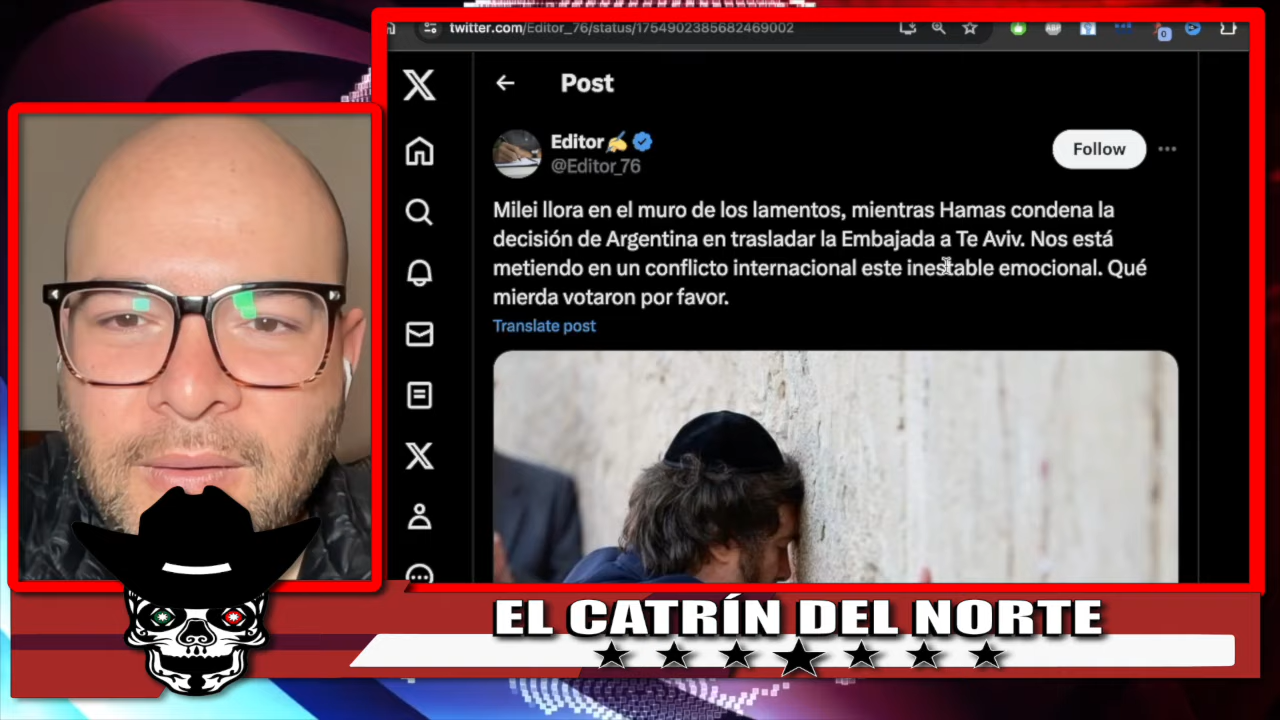 twitter.com/Editor_76/status/1754902385682469002
Post
Editor✍️
@Editor_76
Follow
Milei llora en el muro de los lamentos, mientras Hamas condena la
decisión de Argentina en trasladar la Embajada a Te Aviv. Nos está
metiendo en un conflicto internacional este inestable emocional. Qué
mierda votaron por favor.
Translate post
EL CATRÍN DEL NORTE